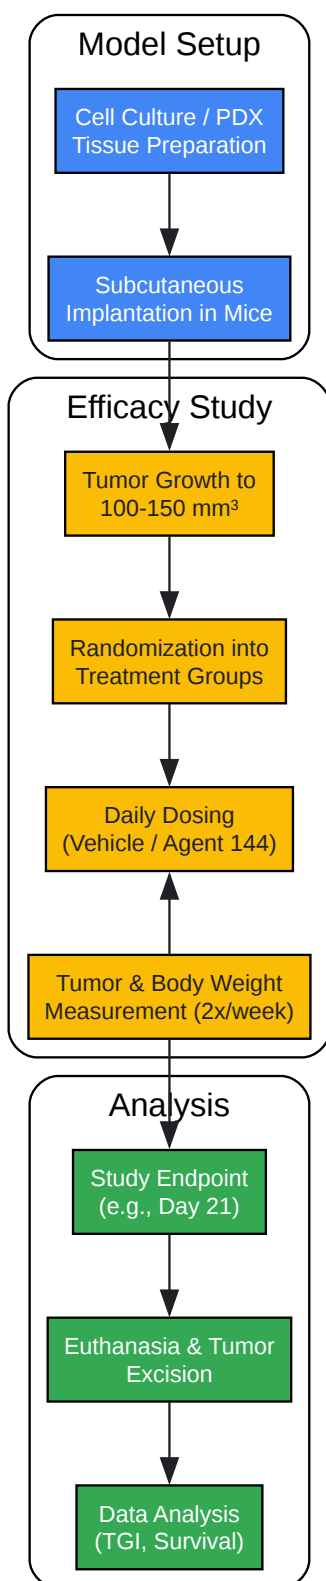 Model Setup
Cell Culture / PDX
Tissue Preparation
Subcutaneous
Implantation in Mice
Efficacy Study
Tumor Growth to
100-150 mm³
Randomization into
Treatment Groups
Daily Dosing
(Vehicle / Agent 144)
Tumor & Body Weight
Measurement (2x/week)
Analysis
Study Endpoint
(e.g., Day 21)
Euthanasia & Tumor
Excision
Data Analysis
(TGI, Survival)